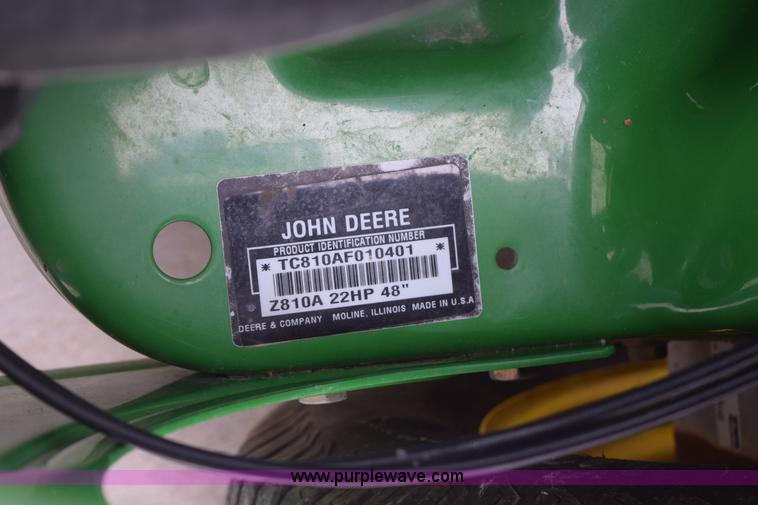 JOHN DEERE
PRODUCT IDENTIFICATION NUMBER
* TC810AF010401 *
Z810A 22HP 48"
DEERE & COMPANY MOLINE, ILLINOIS MADE IN U.S.A
www.purplewave.com